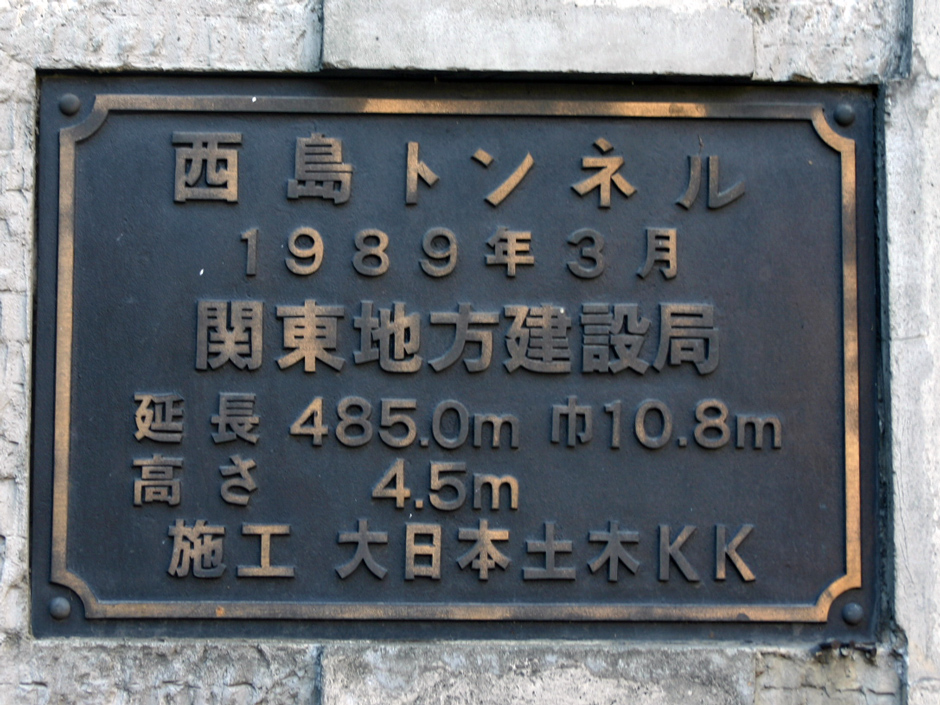 西島トンネル
1989年3月
関東地方建設局
延長 485.0m 巾10.8m
高さ 4.5m
施工 大日本土木KK